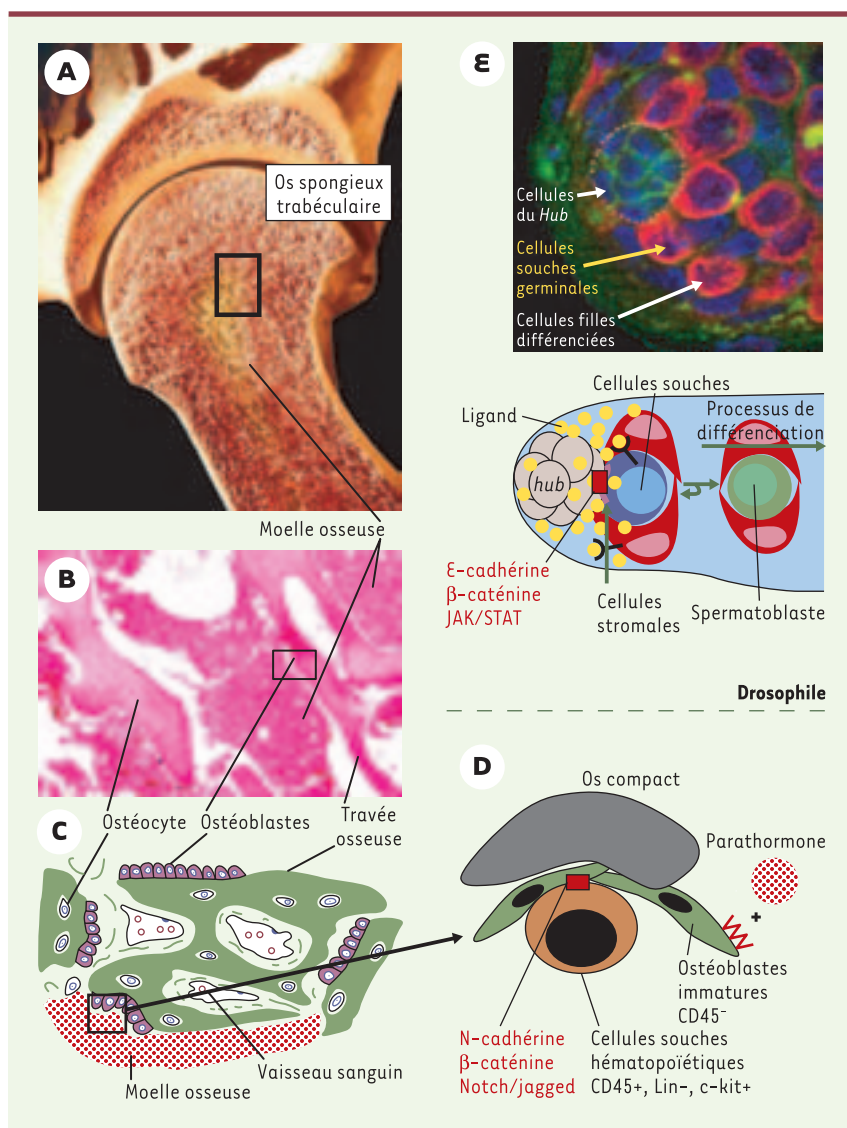 A
Os spongieux
trabéculaire
Moelle osseuse
B
C
Ostéocyte
Ostéoblastes
Travée
osseuse
Vaisseau sanguin
Moelle osseuse
E
Cellules
du Hub
Cellules
souches
germinales
Cellules filles
différenciées
Cellules souches
Ligand
Processus de
différenciation
hub
E-cadhérine
β-caténine
JAK/STAT
Cellules
stromales
Spermatoblaste
Drosophile
D
Os compact
Parathormone
+
Ostéoblastes
immatures
CD45⁻
N-cadhérine
β-caténine
Notch/jagged
Cellules souches
hématopoïétiques
CD45+, Lin-, c-kit+